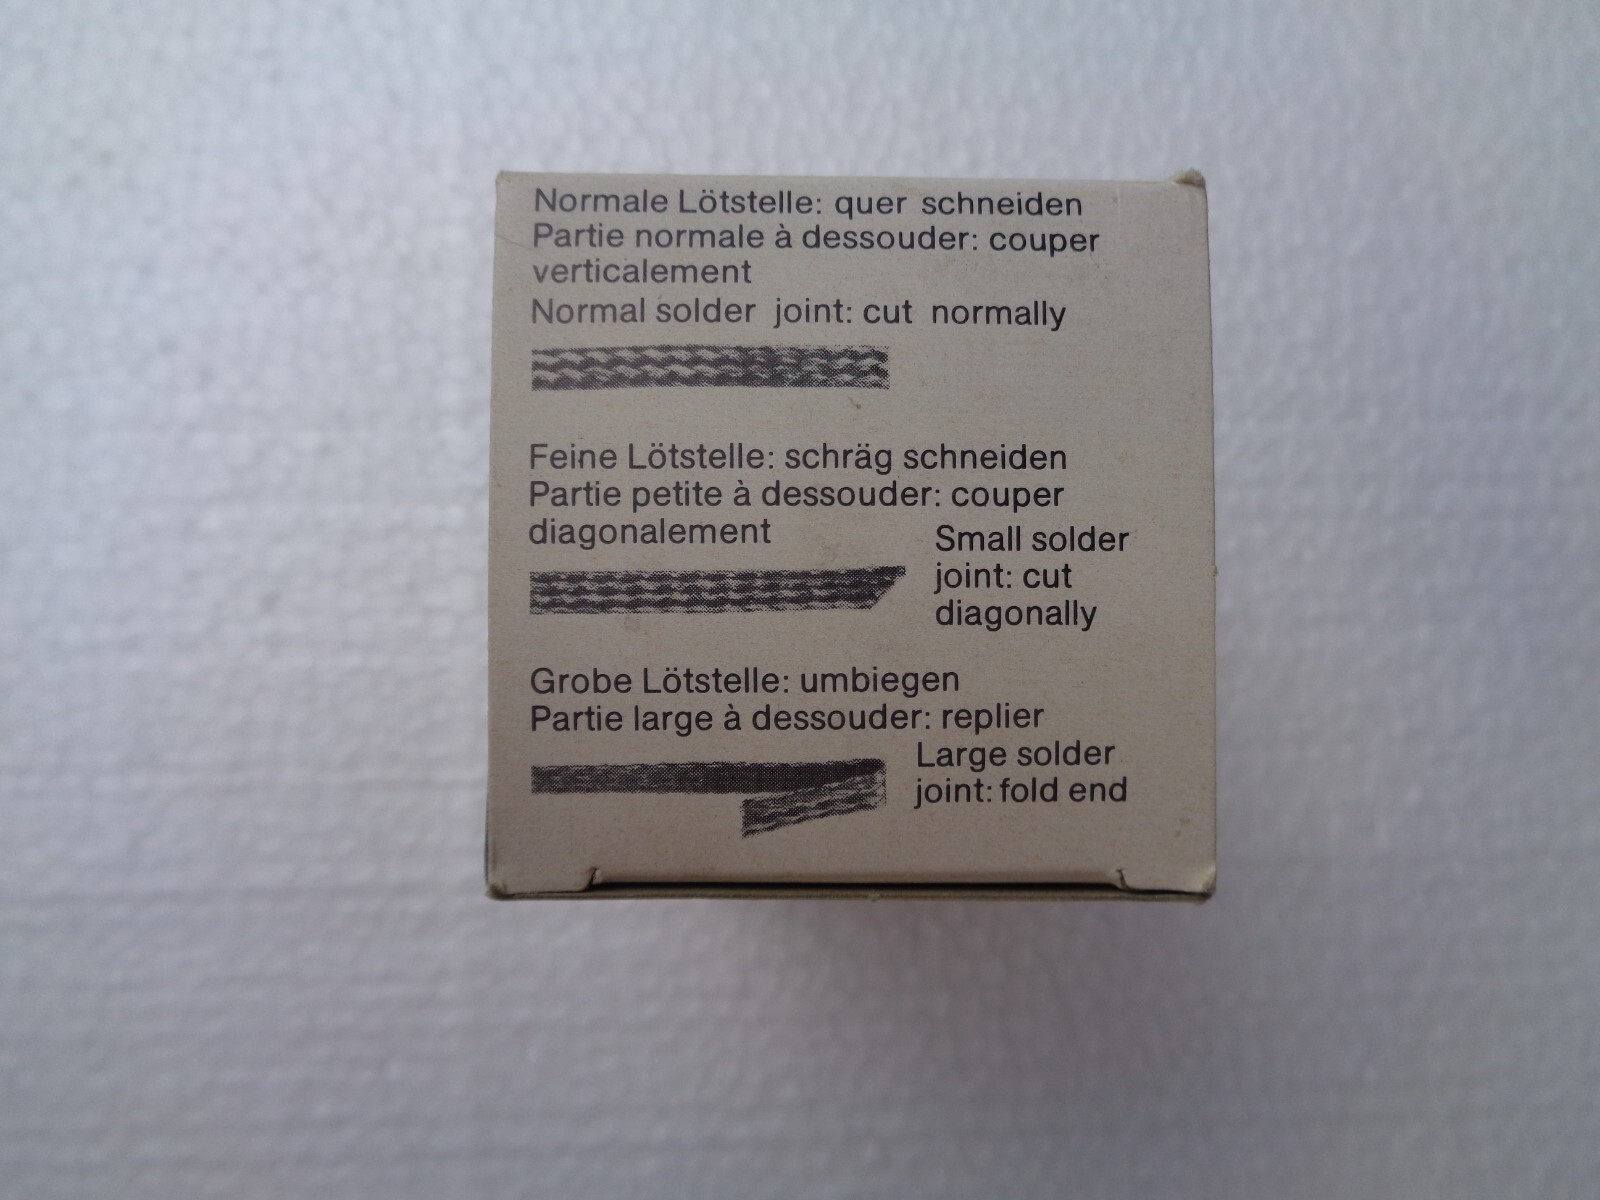 Normale Lötstelle: quer schneiden
Partie normale à dessouder: couper
verticalement
Normal solder joint: cut normally
Feine Lötstelle: schräg schneiden
Partie petite à dessouder: couper
diagonalement
Small solder
joint: cut
diagonally
Grobe Lötstelle: umbiegen
Partie large à dessouder: replier
Large solder
joint: fold end